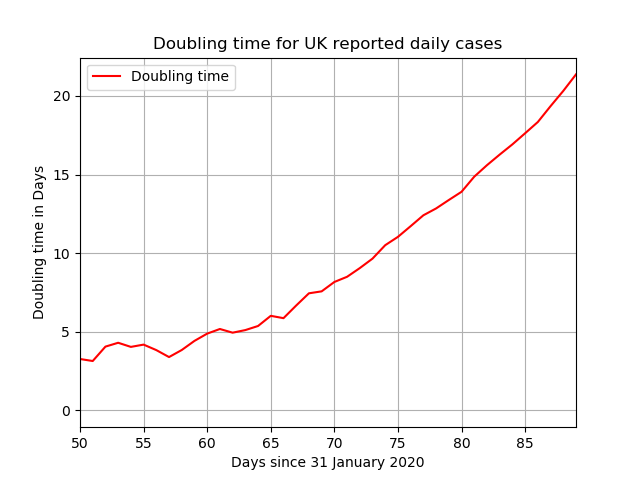 Doubling time for UK reported daily cases
Doubling time
20
15
10
5
0
Doubling time in Days
50 55 60 65 70 75 80 85
Days since 31 January 2020